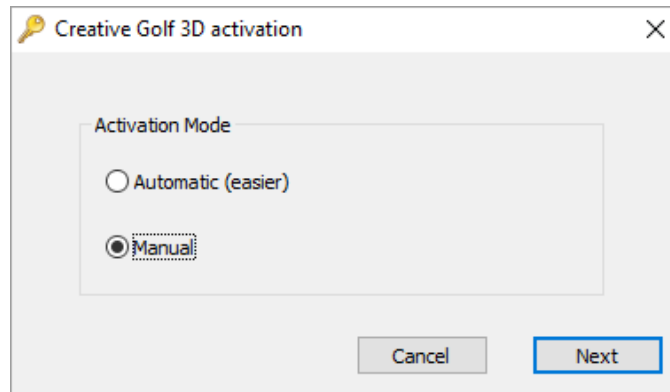 Creative Golf 3D activation
Activation Mode
Automatic (easier)
Manual
Cancel Next